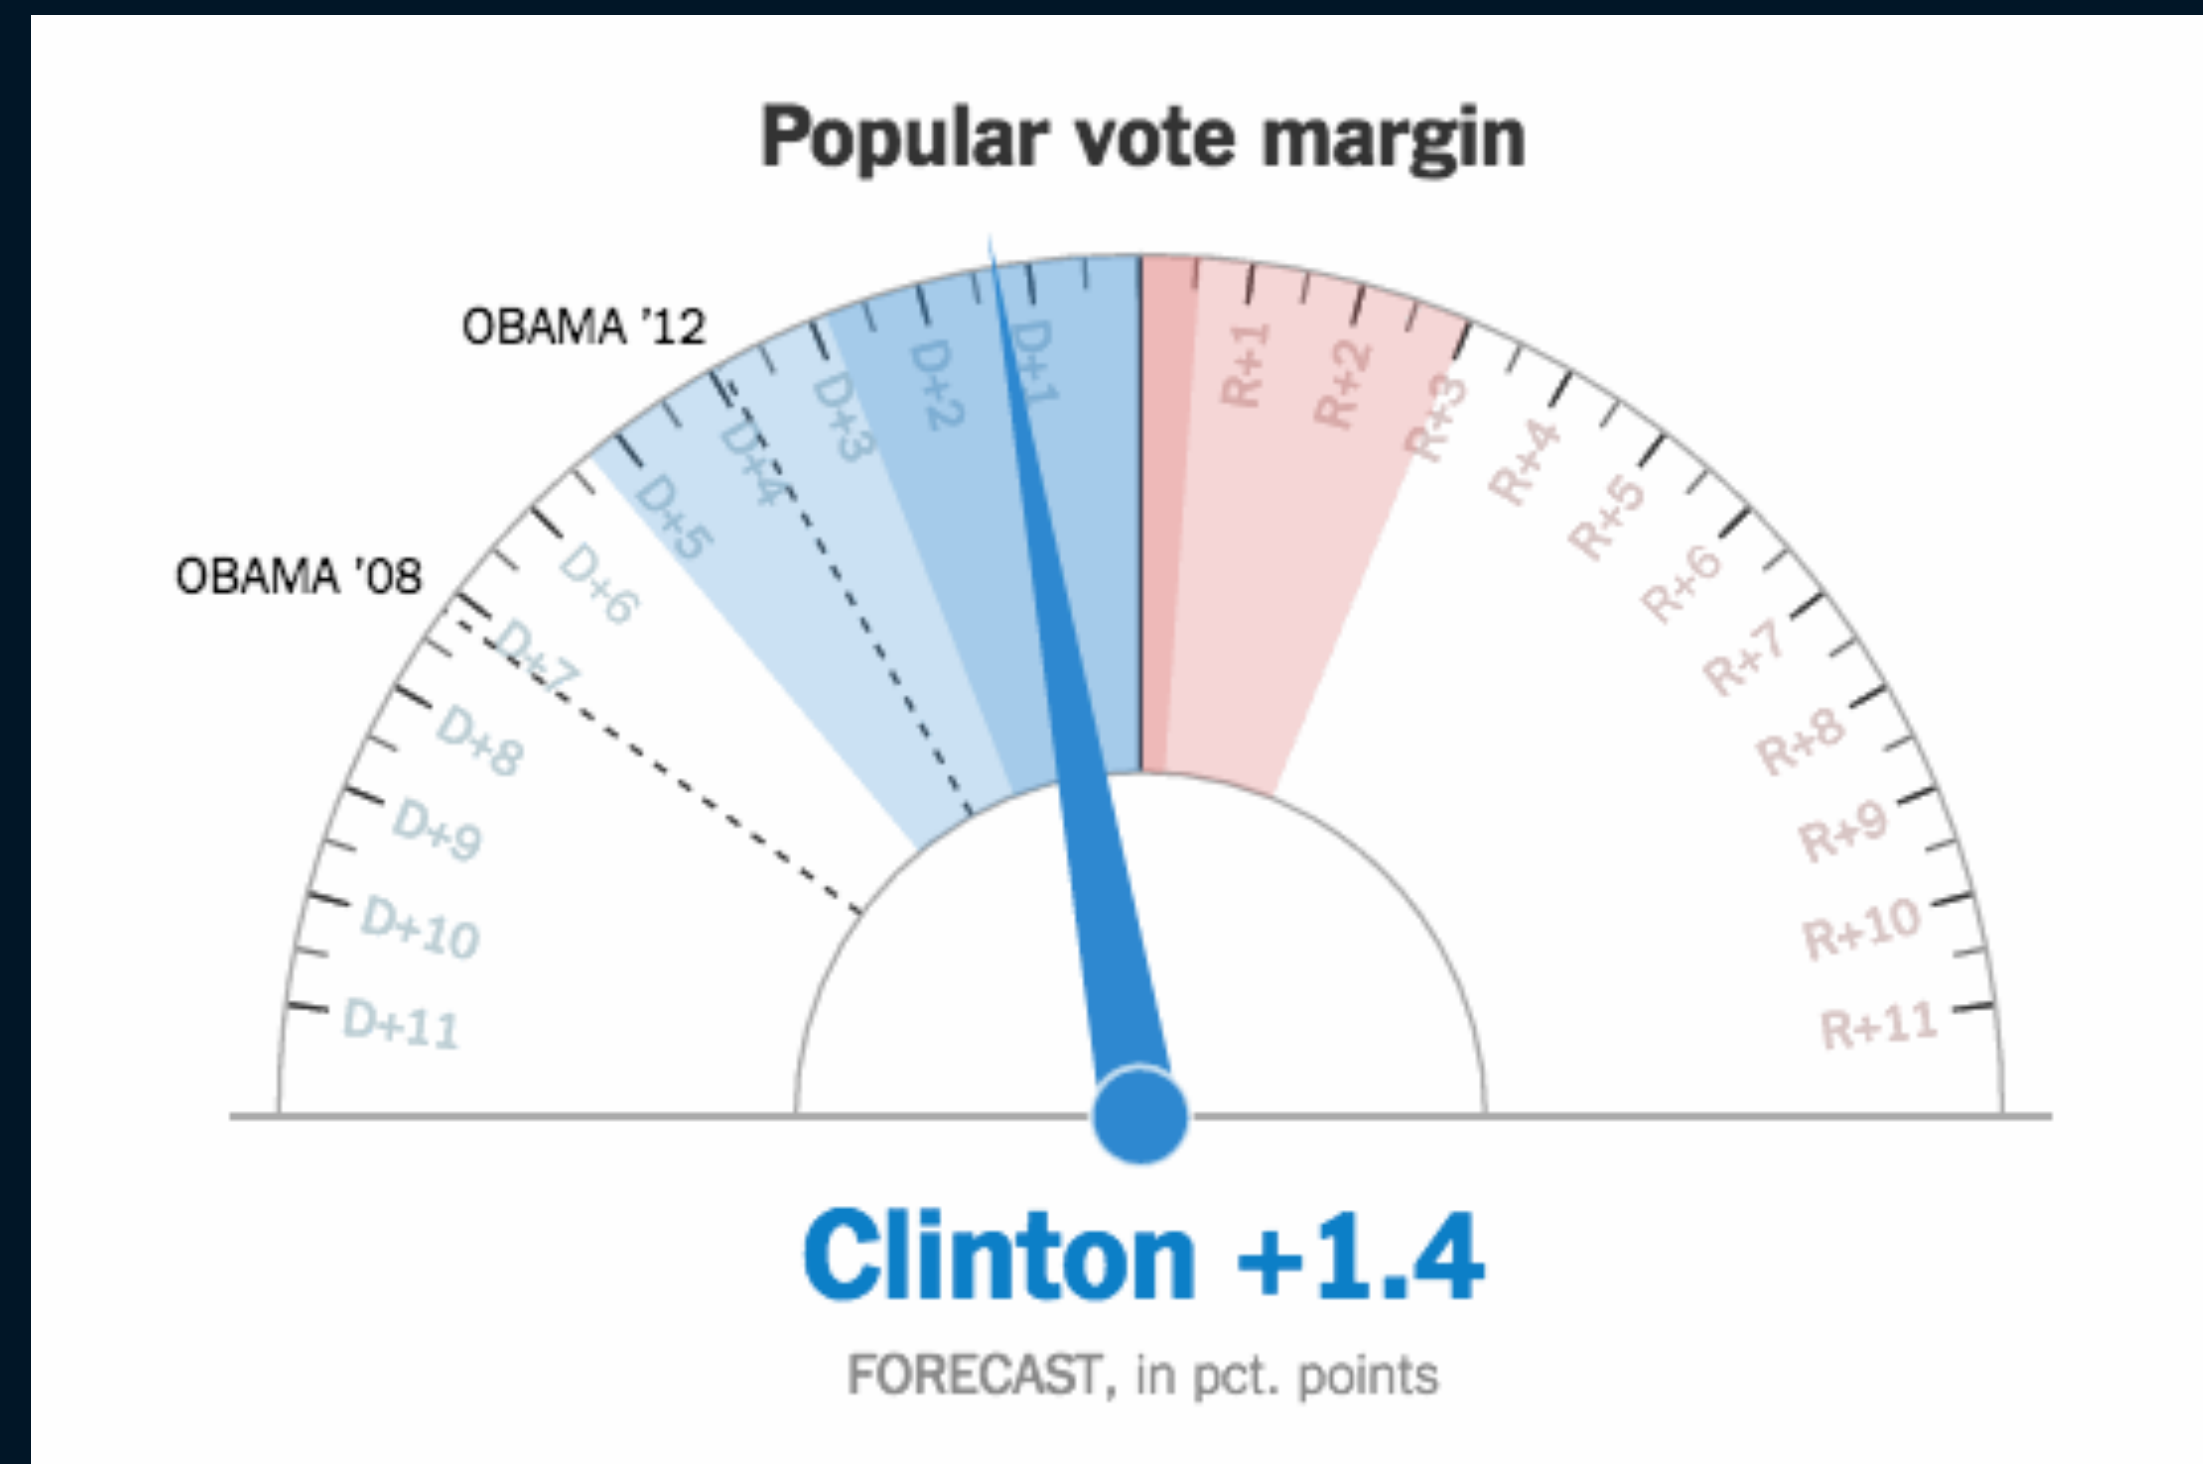 Popular vote margin
OBAMA ’12
OBAMA ’08
D+11
D+10
D+9
D+8
D+7
D+6
D+5
D+4
D+3
D+2
D+1
R+1
R+2
R+3
R+4
R+5
R+6
R+7
R+8
R+9
R+10
R+11
Clinton +1.4
FORECAST, in pct. points